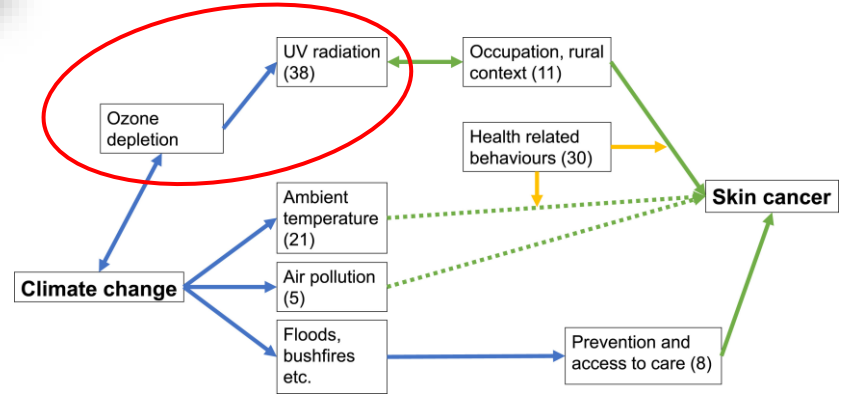 UV radiation
(38)
Occupation, rural
context (11)
Ozone
depletion
Health related
behaviours (30)
Ambient
temperature
(21)
Skin cancer
Air pollution
(5)
Climate change
Floods,
bushfires
etc.
Prevention and
access to care (8)